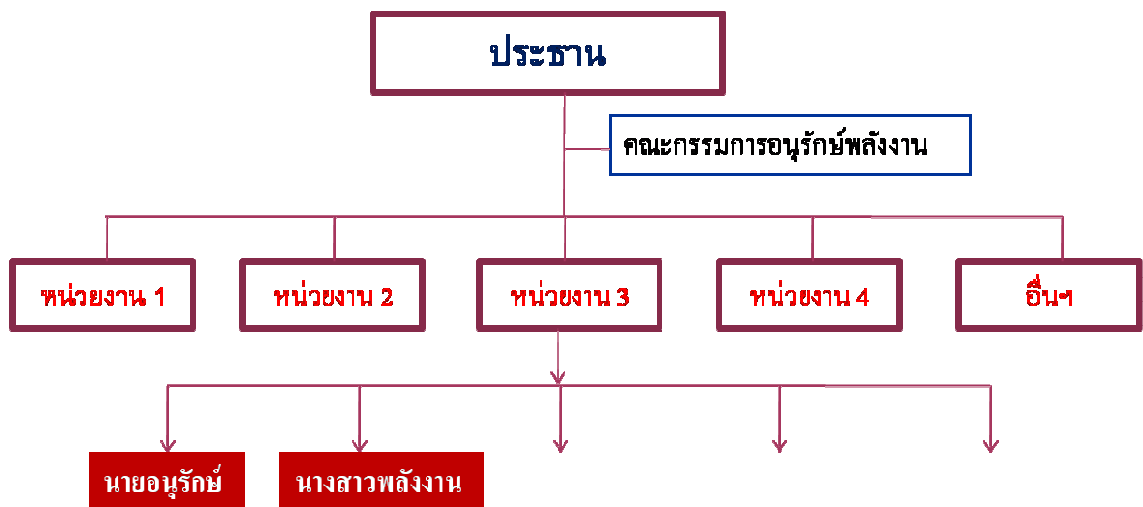 ประธาน
คณะกรรมการอนุรักษ์พลังงาน
หน่วยงาน 1
หน่วยงาน 2
หน่วยงาน 3
หน่วยงาน 4
อื่นๆ
นายอนุรักษ์
นางสาวพลังงาน